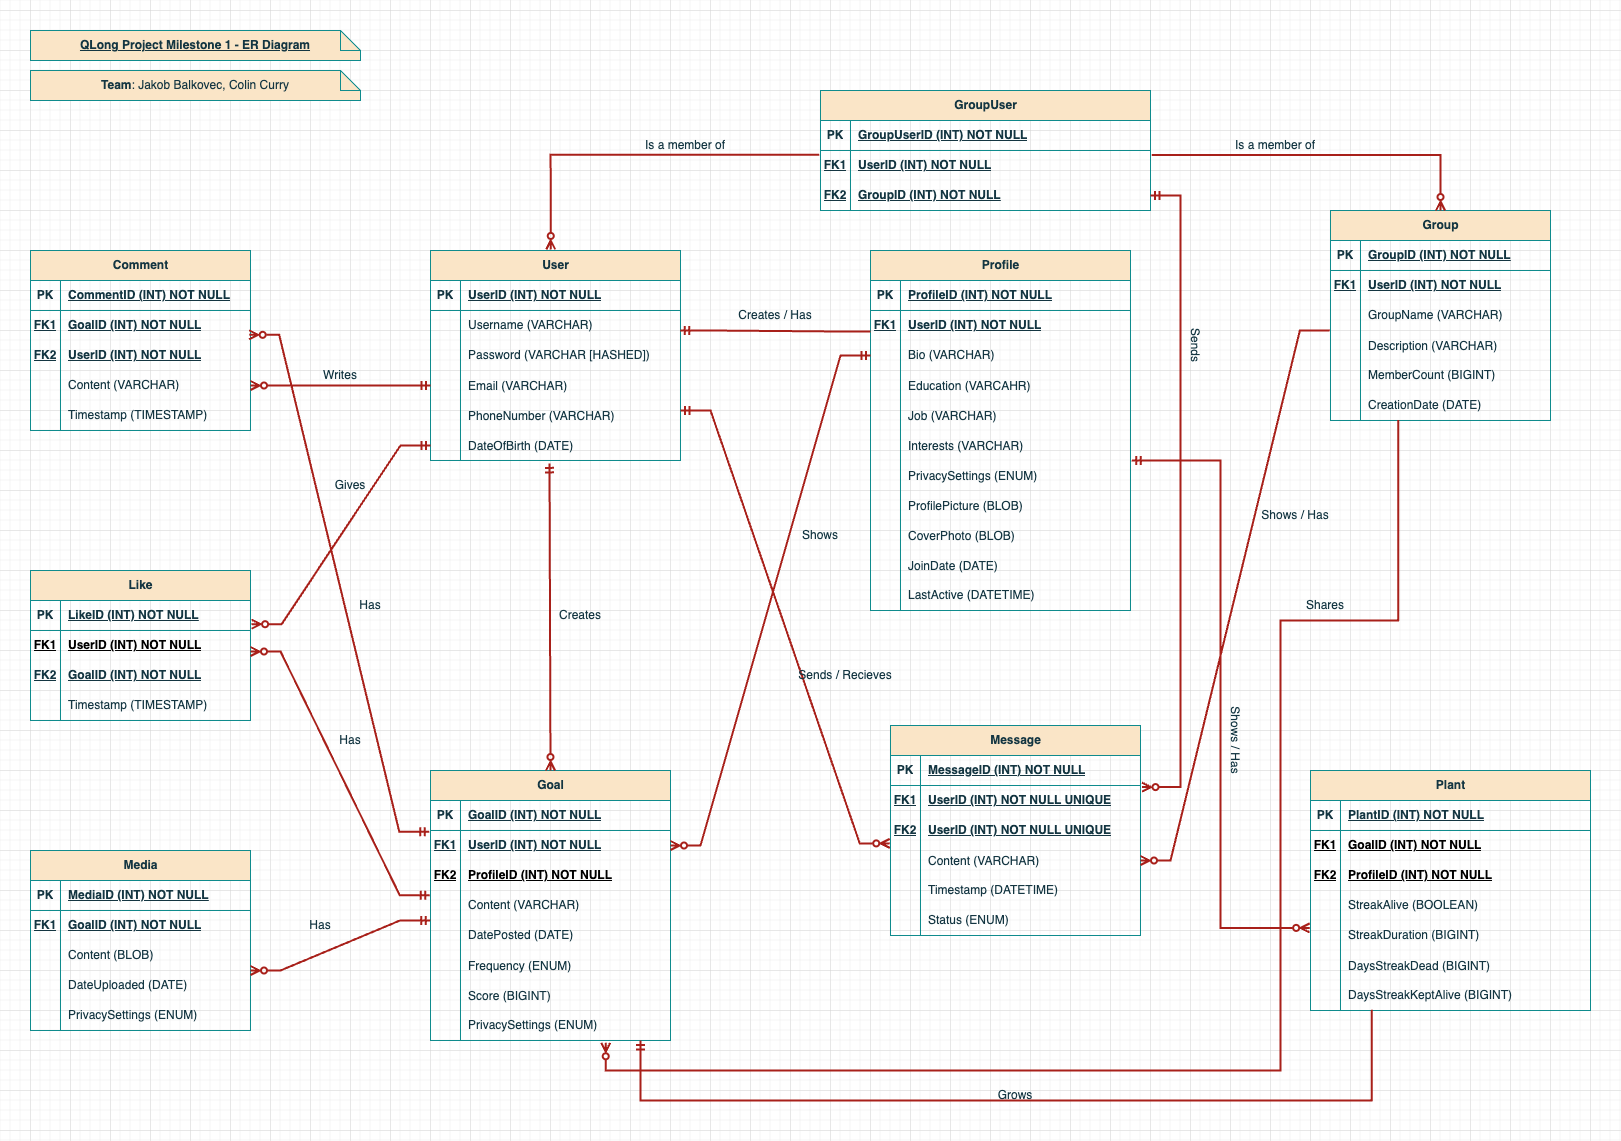 QLong Project Milestone 1 - ER Diagram
Team: Jakob Balkovec, Colin Curry
GroupUser
PK GroupUserID (INT) NOT NULL
FK1 UserID (INT) NOT NULL
FK2 GroupID (INT) NOT NULL
Is a member of
Is a member of
Group
PK GroupID (INT) NOT NULL
FK1 UserID (INT) NOT NULL
GroupName (VARCHAR)
Description (VARCHAR)
MemberCount (BIGINT)
CreationDate (DATE)
Comment
PK CommentID (INT) NOT NULL
FK1 GoalID (INT) NOT NULL
FK2 UserID (INT) NOT NULL
Content (VARCHAR)
Timestamp (TIMESTAMP)
Writes
User
PK UserID (INT) NOT NULL
Username (VARCHAR)
Password (VARCHAR [HASHED])
Email (VARCHAR)
PhoneNumber (VARCHAR)
DateOfBirth (DATE)
Creates / Has
Profile
PK ProfileID (INT) NOT NULL
FK1 UserID (INT) NOT NULL
Bio (VARCHAR)
Education (VARCAHR)
Job (VARCHAR)
Interests (VARCHAR)
PrivacySettings (ENUM)
ProfilePicture (BLOB)
CoverPhoto (BLOB)
JoinDate (DATE)
LastActive (DATETIME)
Sends
Gives
Shows
Shows / Has
Has
Creates
Shares
Like
PK LikeID (INT) NOT NULL
FK1 UserID (INT) NOT NULL
FK2 GoalID (INT) NOT NULL
Timestamp (TIMESTAMP)
Sends / Recieves
Has
Shows / Has
Message
PK MessageID (INT) NOT NULL
FK1 UserID (INT) NOT NULL UNIQUE
FK2 UserID (INT) NOT NULL UNIQUE
Content (VARCHAR)
Timestamp (DATETIME)
Status (ENUM)
Goal
PK GoalID (INT) NOT NULL
FK1 UserID (INT) NOT NULL
FK2 ProfileID (INT) NOT NULL
Content (VARCHAR)
DatePosted (DATE)
Frequency (ENUM)
Score (BIGINT)
PrivacySettings (ENUM)
Plant
PK PlantID (INT) NOT NULL
FK1 GoalID (INT) NOT NULL
FK2 ProfileID (INT) NOT NULL
StreakAlive (BOOLEAN)
StreakDuration (BIGINT)
DaysStreakDead (BIGINT)
DaysStreakKeptAlive (BIGINT)
Media
PK MediaID (INT) NOT NULL
FK1 GoalID (INT) NOT NULL
Content (BLOB)
DateUploaded (DATE)
PrivacySettings (ENUM)
Has
Grows